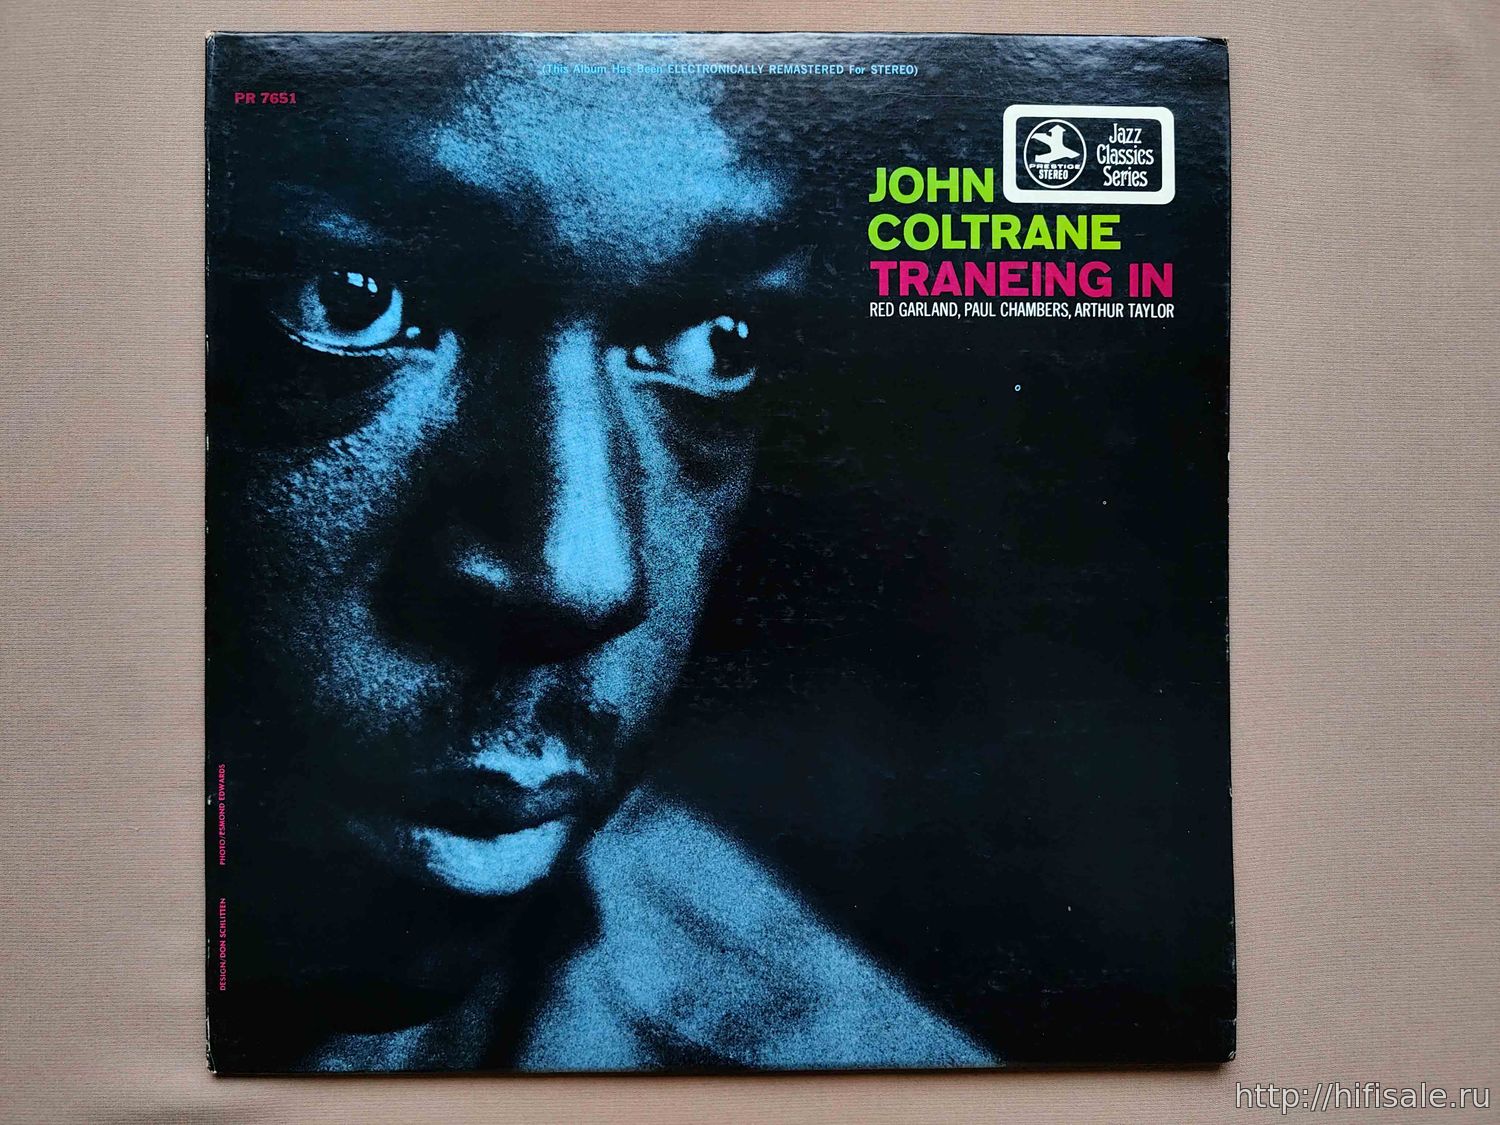 (This Album Has Been ELECTRONICALLY REMASTERED For STEREO)
PR 7651
PRESTIGE
STEREO
Jazz
Classics
Series
JOHN
COLTRANE
TRANEING IN
RED GARLAND, PAUL CHAMBERS, ARTHUR TAYLOR
PHOTO/ESMOND EDWARDS
DESIGN/DON SCHLITTEN
http://hifisale.ru